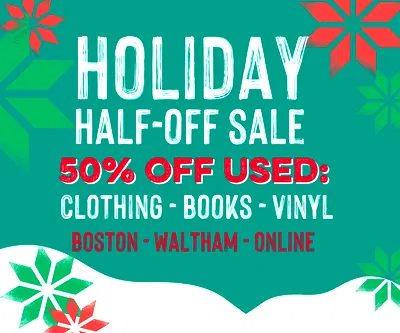 HOLIDAY
HALF-OFF SALE
50% OFF USED:
CLOTHING - BOOKS - VINYL
BOSTON - WALTHAM - ONLINE